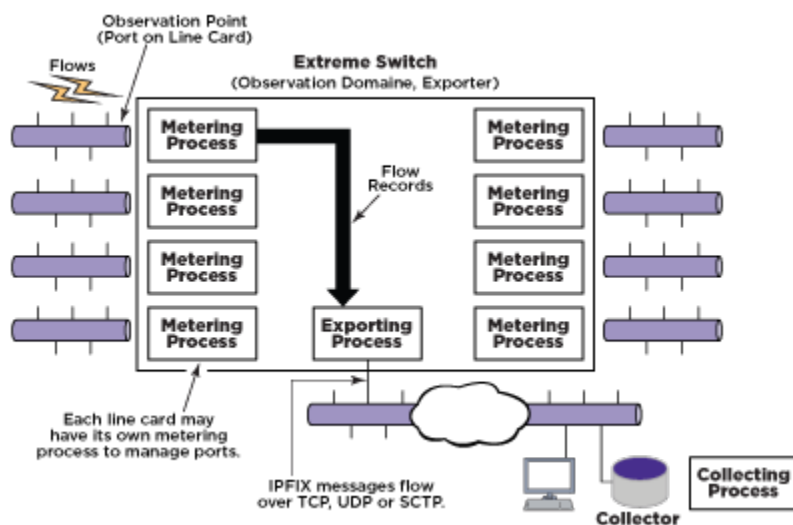 Observation Point
(Port on Line Card)
Flows
Extreme Switch
(Observation Domaine, Exporter)
Metering
Process
Metering
Process
Flow
Records
Metering
Process
Metering
Process
Metering
Process
Metering
Process
Metering
Process
Exporting
Process
Metering
Process
Each line card may
have its own metering
process to manage ports.
IPFIX messages flow
over TCP, UDP or SCTP.
Collector
Collecting
Process